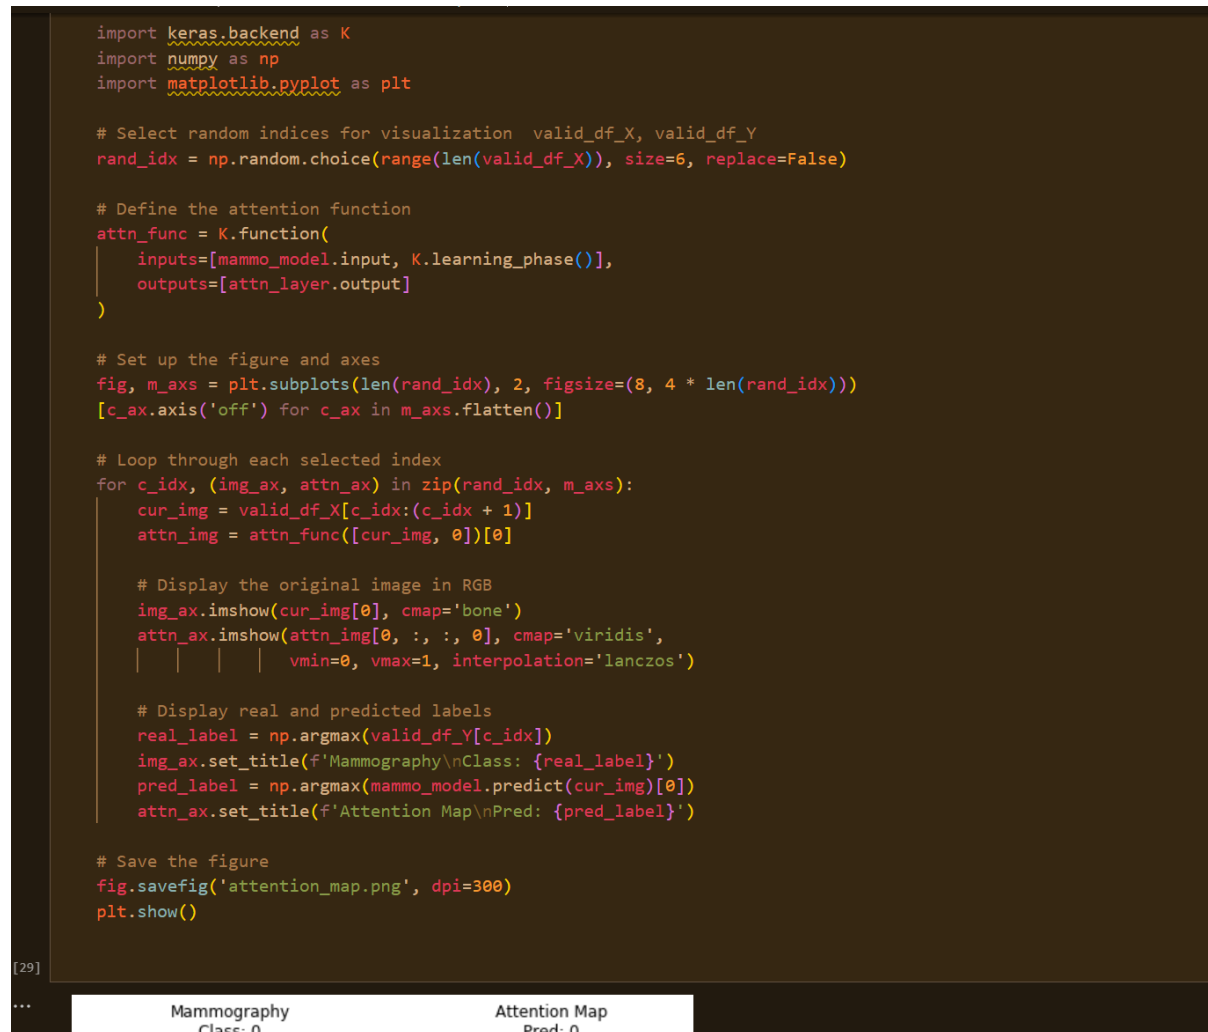 import keras.backend as K
import numpy as np
import matplotlib.pyplot as plt

# Select random indices for visualization  valid_df_X, valid_df_Y
rand_idx = np.random.choice(range(len(valid_df_X)), size=6, replace=False)

# Define the attention function
attn_func = K.function(
    inputs=[mammo_model.input, K.learning_phase()],
    outputs=[attn_layer.output]
)

# Set up the figure and axes
fig, m_axs = plt.subplots(len(rand_idx), 2, figsize=(8, 4 * len(rand_idx)))
[c_ax.axis('off') for c_ax in m_axs.flatten()]

# Loop through each selected index
for c_idx, (img_ax, attn_ax) in zip(rand_idx, m_axs):
    cur_img = valid_df_X[c_idx:(c_idx + 1)]
    attn_img = attn_func([cur_img, 0])[0]

    # Display the original image in RGB
    img_ax.imshow(cur_img[0], cmap='bone')
    attn_ax.imshow(attn_img[0, :, :, 0], cmap='viridis',
                   vmin=0, vmax=1, interpolation='lanczos')

    # Display real and predicted labels
    real_label = np.argmax(valid_df_Y[c_idx])
    img_ax.set_title(f'Mammography\nClass: {real_label}')
    pred_label = np.argmax(mammo_model.predict(cur_img)[0])
    attn_ax.set_title(f'Attention Map\nPred: {pred_label}')

# Save the figure
fig.savefig('attention_map.png', dpi=300)
plt.show()
[29]
...
Mammography Attention Map
Class: 0 Pred: 0